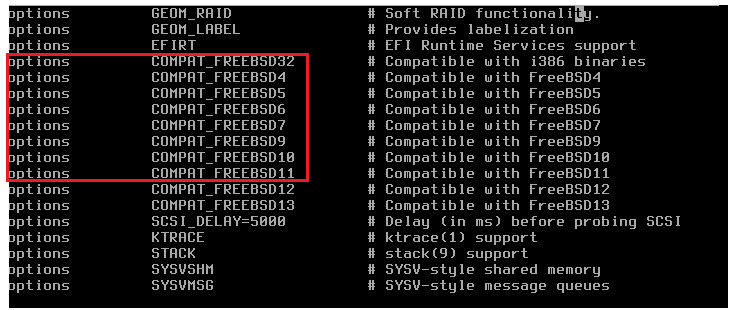 options GEOM_RAID # Soft RAID functionality.
options GEOM_LABEL # Provides labelization
options EFIRT # EFI Runtime Services support
options COMPAT_FREEBSD32 # Compatible with i386 binaries
options COMPAT_FREEBSD4 # Compatible with FreeBSD4
options COMPAT_FREEBSD5 # Compatible with FreeBSD5
options COMPAT_FREEBSD6 # Compatible with FreeBSD6
options COMPAT_FREEBSD7 # Compatible with FreeBSD7
options COMPAT_FREEBSD9 # Compatible with FreeBSD9
options COMPAT_FREEBSD10 # Compatible with FreeBSD10
options COMPAT_FREEBSD11 # Compatible with FreeBSD11
options COMPAT_FREEBSD12 # Compatible with FreeBSD12
options COMPAT_FREEBSD13 # Compatible with FreeBSD13
options SCSI_DELAY=5000 # Delay (in ms) before probing SCSI
options KTRACE # ktrace(1) support
options STACK # stack(9) support
options SYSVSHM # SYSV-style shared memory
options SYSVMSG # SYSV-style message queues